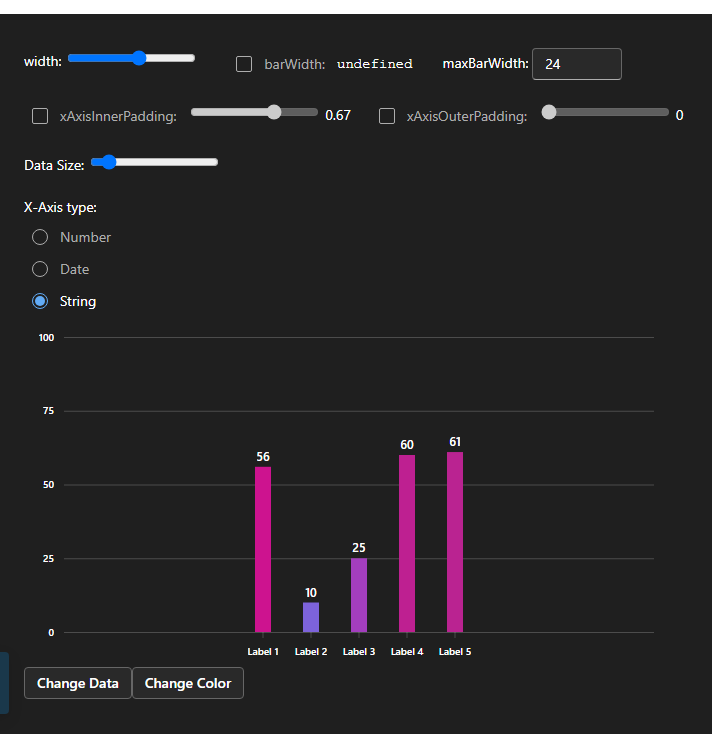 width: barWidth: undefined maxBarWidth: 24
xAxisInnerPadding: 0.67 xAxisOuterPadding: 0
Data Size:
X-Axis type:
Number
Date
String
100
75
61
60
56
50
25
25
10
0
Label 1 Label 2 Label 3 Label 4 Label 5
Change Data Change Color